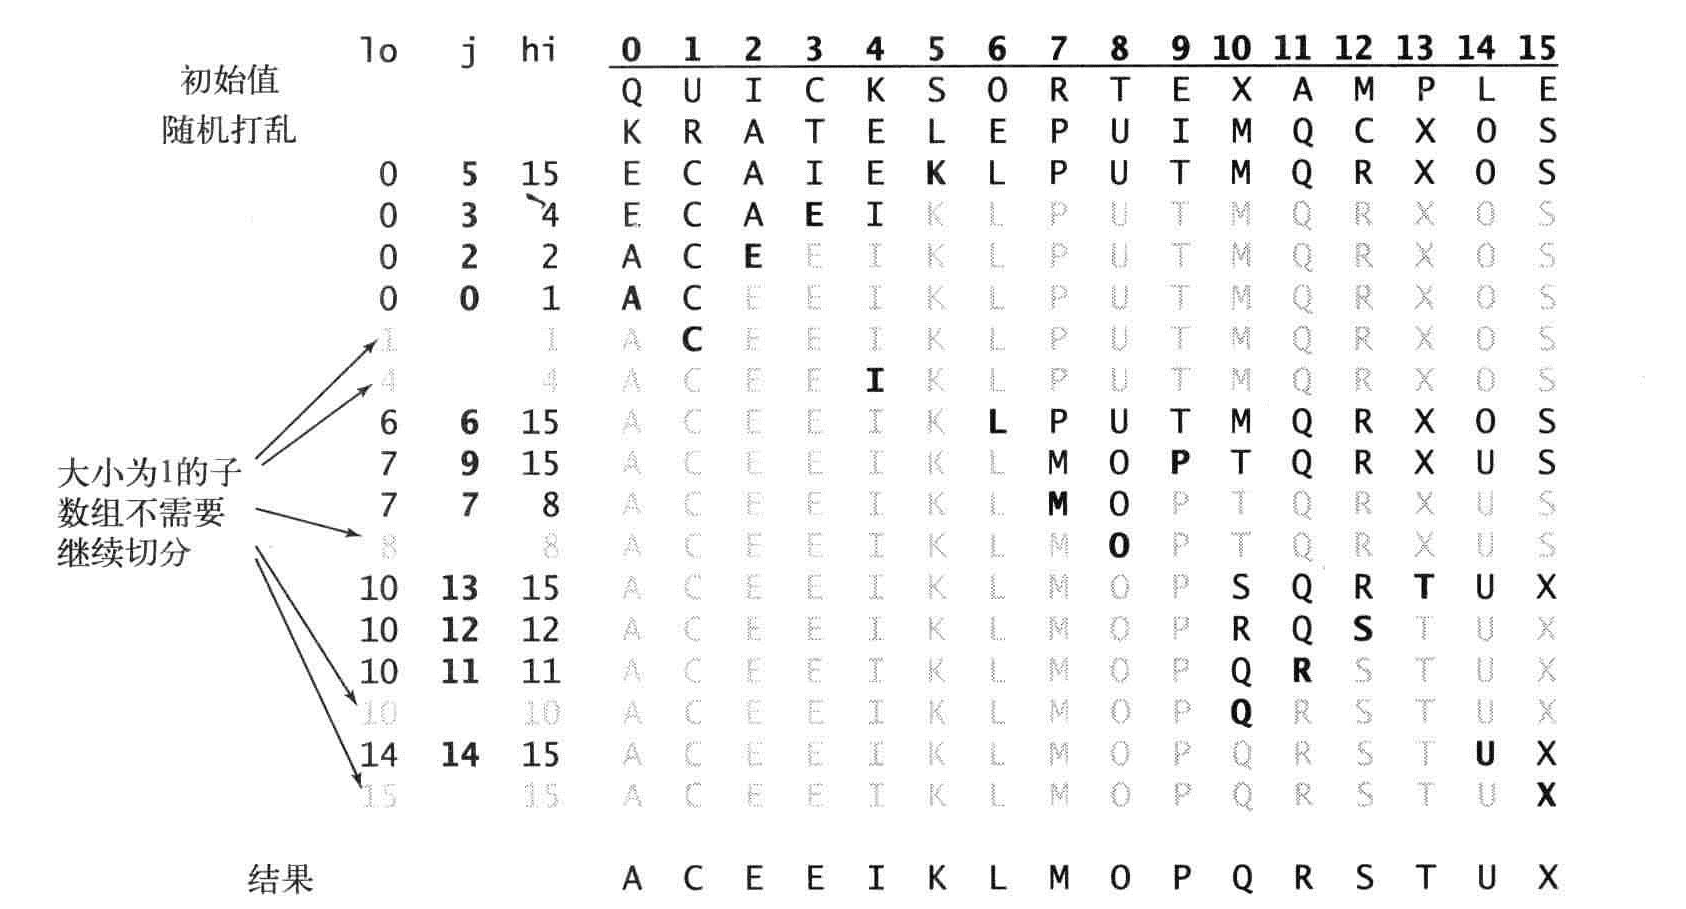 lo j hi 0 1 2 3 4 5 6 7 8 9 10 11 12 13 14 15
初始值 Q U I C K S O R T E X A M P L E
随机打乱 K R A T E L E P U I M Q C X O S
0 5 15 E C A I E K L P U T M Q R X O S
0 3 4 E C A E I K L P U T M Q R X O S
0 2 2 A C E E I K L P U T M Q R X O S
0 0 1 A C E E I K L P U T M Q R X O S
1 1 A C E E I K L P U T M Q R X O S
4 4 A C E E I K L P U T M Q R X O S
6 6 15 A C E E I K L P U T M Q R X O S
大小为1的子 7 9 15 A C E E I K L M O P T Q R X U S
数组不需要 7 7 8 A C E E I K L M O P T Q R X U S
继续切分 8 8 A C E E I K L M O P T Q R X U S
10 13 15 A C E E I K L M O P S Q R T U X
10 12 12 A C E E I K L M O P R Q S T U X
10 11 11 A C E E I K L M O P Q R S T U X
10 10 A C E E I K L M O P Q R S T U X
14 14 15 A C E E I K L M O P Q R S T U X
15 15 A C E E I K L M O P Q R S T U X
结果 A C E E I K L M O P Q R S T U X